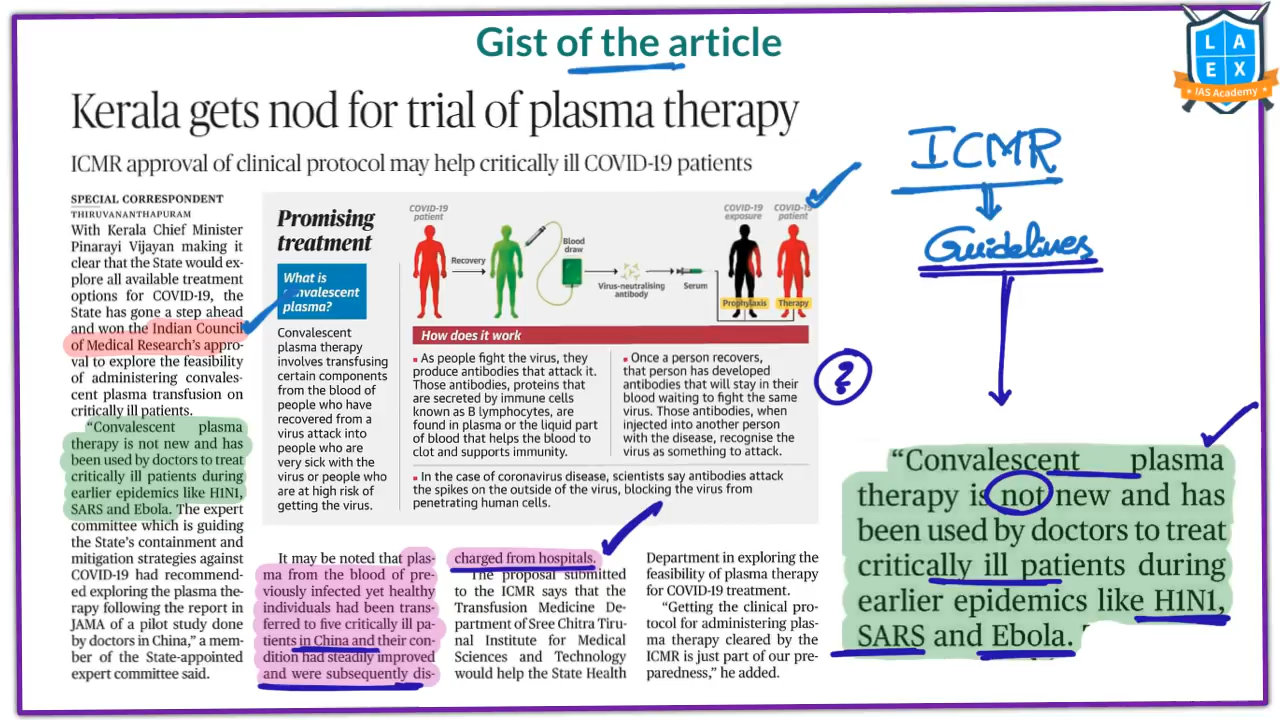 Gist of the article
L A
E X
IAS Academy
Kerala gets nod for trial of plasma therapy
ICMR approval of clinical protocol may help critically ill COVID-19 patients
SPECIAL CORRESPONDENT
THIRUVANANTHAPURAM
With Kerala Chief Minister
Pinarayi Vijayan making it
clear that the State would ex-
plore all available treatment
options for COVID-19, the
State has gone a step ahead
and won the Indian Council
of Medical Research's appro-
val to explore the feasibility
of administering convales-
cent plasma transfusion on
critically ill patients.
“Convalescent plasma
therapy is not new and has
been used by doctors to treat
critically ill patients during
earlier epidemics like H1N1,
SARS and Ebola. The expert
committee which is guiding
the State's containment and
mitigation strategies against
COVID-19 had recommend-
ed exploring the plasma the-
rapy following the report in
JAMA of a pilot study done
by doctors in China,” a mem-
ber of the State-appointed
expert committee said.
Promising
treatment
What is
convalescent
plasma?
Convalescent
plasma therapy
involves transfusing
certain components
from the blood of
people who have
recovered from a
virus attack into
people who are
very sick with the
virus or people who
are at high risk of
getting the virus.
COVID-19
patient
Recovery
Blood
draw
Virus-neutralising
antibody
Serum
COVID-19
exposure
COVID-19
patient
Prophylaxis
Therapy
How does it work
▪ As people fight the virus, they
produce antibodies that attack it.
Those antibodies, proteins that
are secreted by immune cells
known as B lymphocytes, are
found in plasma or the liquid part
of blood that helps the blood to
clot and supports immunity.
▪ Once a person recovers,
that person has developed
antibodies that will stay in their
blood waiting to fight the same
virus. Those antibodies, when
injected into another person
with the disease, recognise the
virus as something to attack.
▪ In the case of coronavirus disease, scientists say antibodies attack
the spikes on the outside of the virus, blocking the virus from
penetrating human cells.
It may be noted that plas-
ma from the blood of pre-
viously infected yet healthy
individuals had been trans-
ferred to five critically ill pa-
tients in China and their con-
dition had steadily improved
and were subsequently dis-
charged from hospitals.
The proposal submitted
to the ICMR says that the
Transfusion Medicine De-
partment of Sree Chitra Tiru-
nal Institute for Medical
Sciences and Technology
would help the State Health
Department in exploring the
feasibility of plasma therapy
for COVID-19 treatment.
“Getting the clinical pro-
tocol for administering plas-
ma therapy cleared by the
ICMR is just part of our pre-
paredness,” he added.
ICMR
Guidelines
?
“Convalescent plasma
therapy is not new and has
been used by doctors to treat
critically ill patients during
earlier epidemics like H1N1,
SARS and Ebola.